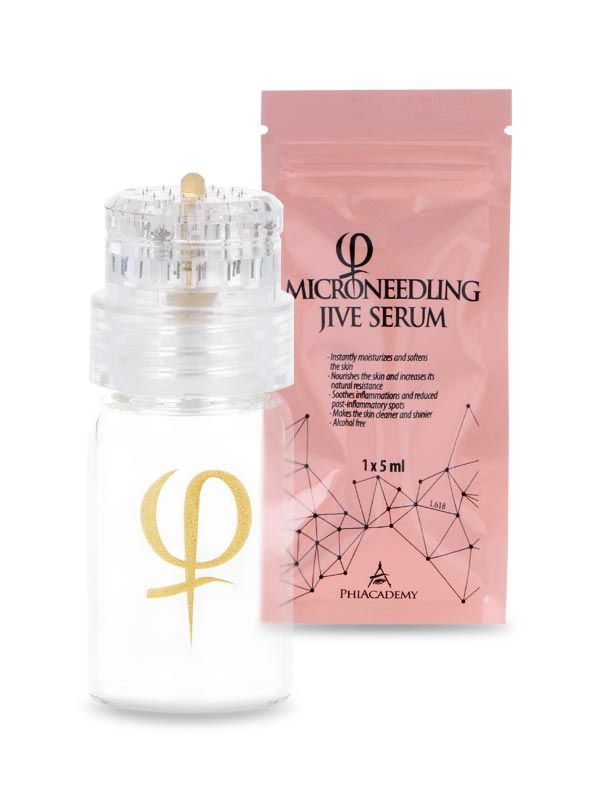 φ
MICRONEEDLING
JIVE SERUM
- Instantly moisturizes and softens
the skin
- Nourishes the skin and increases its
natural resistance
- Soothes inflammations and reduced
post-inflammatory spots
- Makes the skin cleaner and shinier
- Alcohol free
1 x 5 ml
1.618
PHIACADEMY
φ